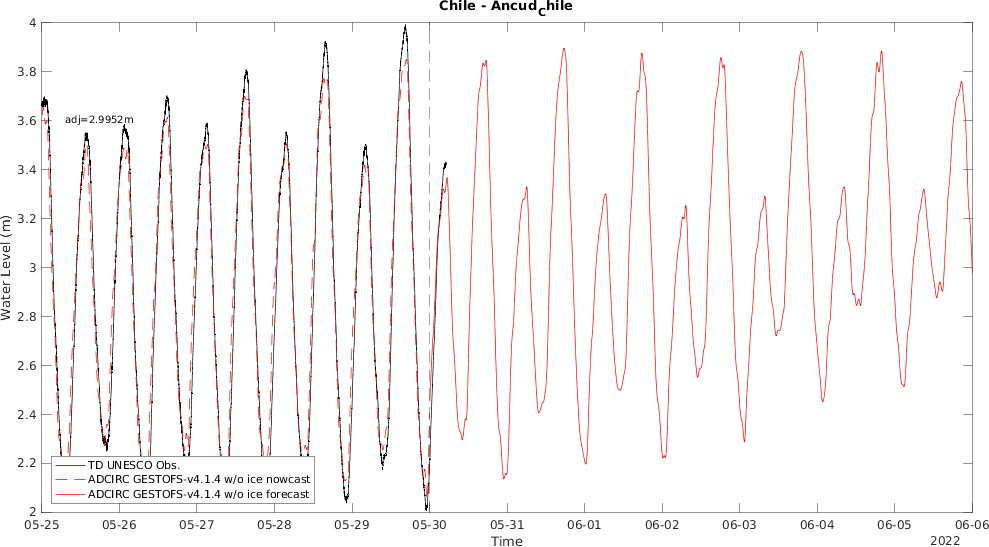 Chile - Ancud_Chile
4
3.8
3.6
3.4
3.2
3
2.8
2.6
2.4
2.2
2
Water Level (m)
adj=2.9952m
TD UNESCO Obs.
ADCIRC GESTOFS-v4.1.4 w/o ice nowcast
ADCIRC GESTOFS-v4.1.4 w/o ice forecast
05-25 05-26 05-27 05-28 05-29 05-30 05-31 06-01 06-02 06-03 06-04 06-05 06-06
Time
2022